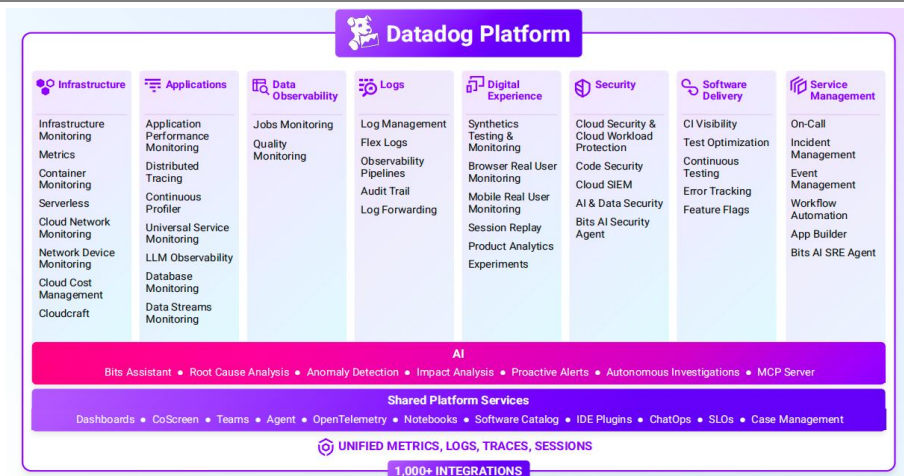 Datadog Platform
Infrastructure
Infrastructure
Monitoring
Metrics
Container
Monitoring
Serverless
Cloud Network
Monitoring
Network Device
Monitoring
Cloud Cost
Management
Cloudcraft
Applications
Application
Performance
Monitoring
Distributed
Tracing
Continuous
Profiler
Universal Service
Monitoring
LLM Observability
Database
Monitoring
Data Streams
Monitoring
Data
Observability
Jobs Monitoring
Quality
Monitoring
Logs
Log Management
Flex Logs
Observability
Pipelines
Audit Trail
Log Forwarding
Digital
Experience
Synthetics
Testing &
Monitoring
Browser Real User
Monitoring
Mobile Real User
Monitoring
Session Replay
Product Analytics
Experiments
Security
Cloud Security &
Cloud Workload
Protection
Code Security
Cloud SIEM
AI & Data Security
Bits AI Security
Agent
Software
Delivery
CI Visibility
Test Optimization
Continuous
Testing
Error Tracking
Feature Flags
Service
Management
On-Call
Incident
Management
Event
Management
Workflow
Automation
App Builder
Bits AI SRE Agent
AI
Bits Assistant ● Root Cause Analysis ● Anomaly Detection ● Impact Analysis ● Proactive Alerts ● Autonomous Investigations ● MCP Server
Shared Platform Services
Dashboards ● CoScreen ● Teams ● Agent ● OpenTelemetry ● Notebooks ● Software Catalog ● IDE Plugins ● ChatOps ● SLOs ● Case Management
UNIFIED METRICS, LOGS, TRACES, SESSIONS
1,000+ INTEGRATIONS